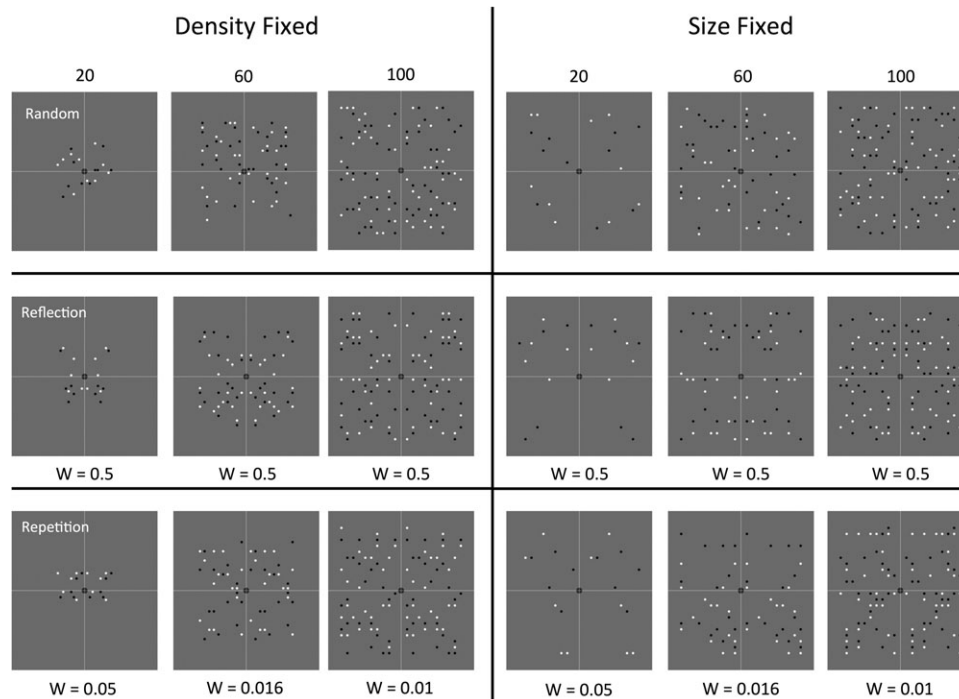 Density Fixed Size Fixed
20 60 100 20 60 100
Random
Reflection
W = 0.5 W = 0.5 W = 0.5 W = 0.5 W = 0.5 W = 0.5
Repetition
W = 0.05 W = 0.016 W = 0.01 W = 0.05 W = 0.016 W = 0.01